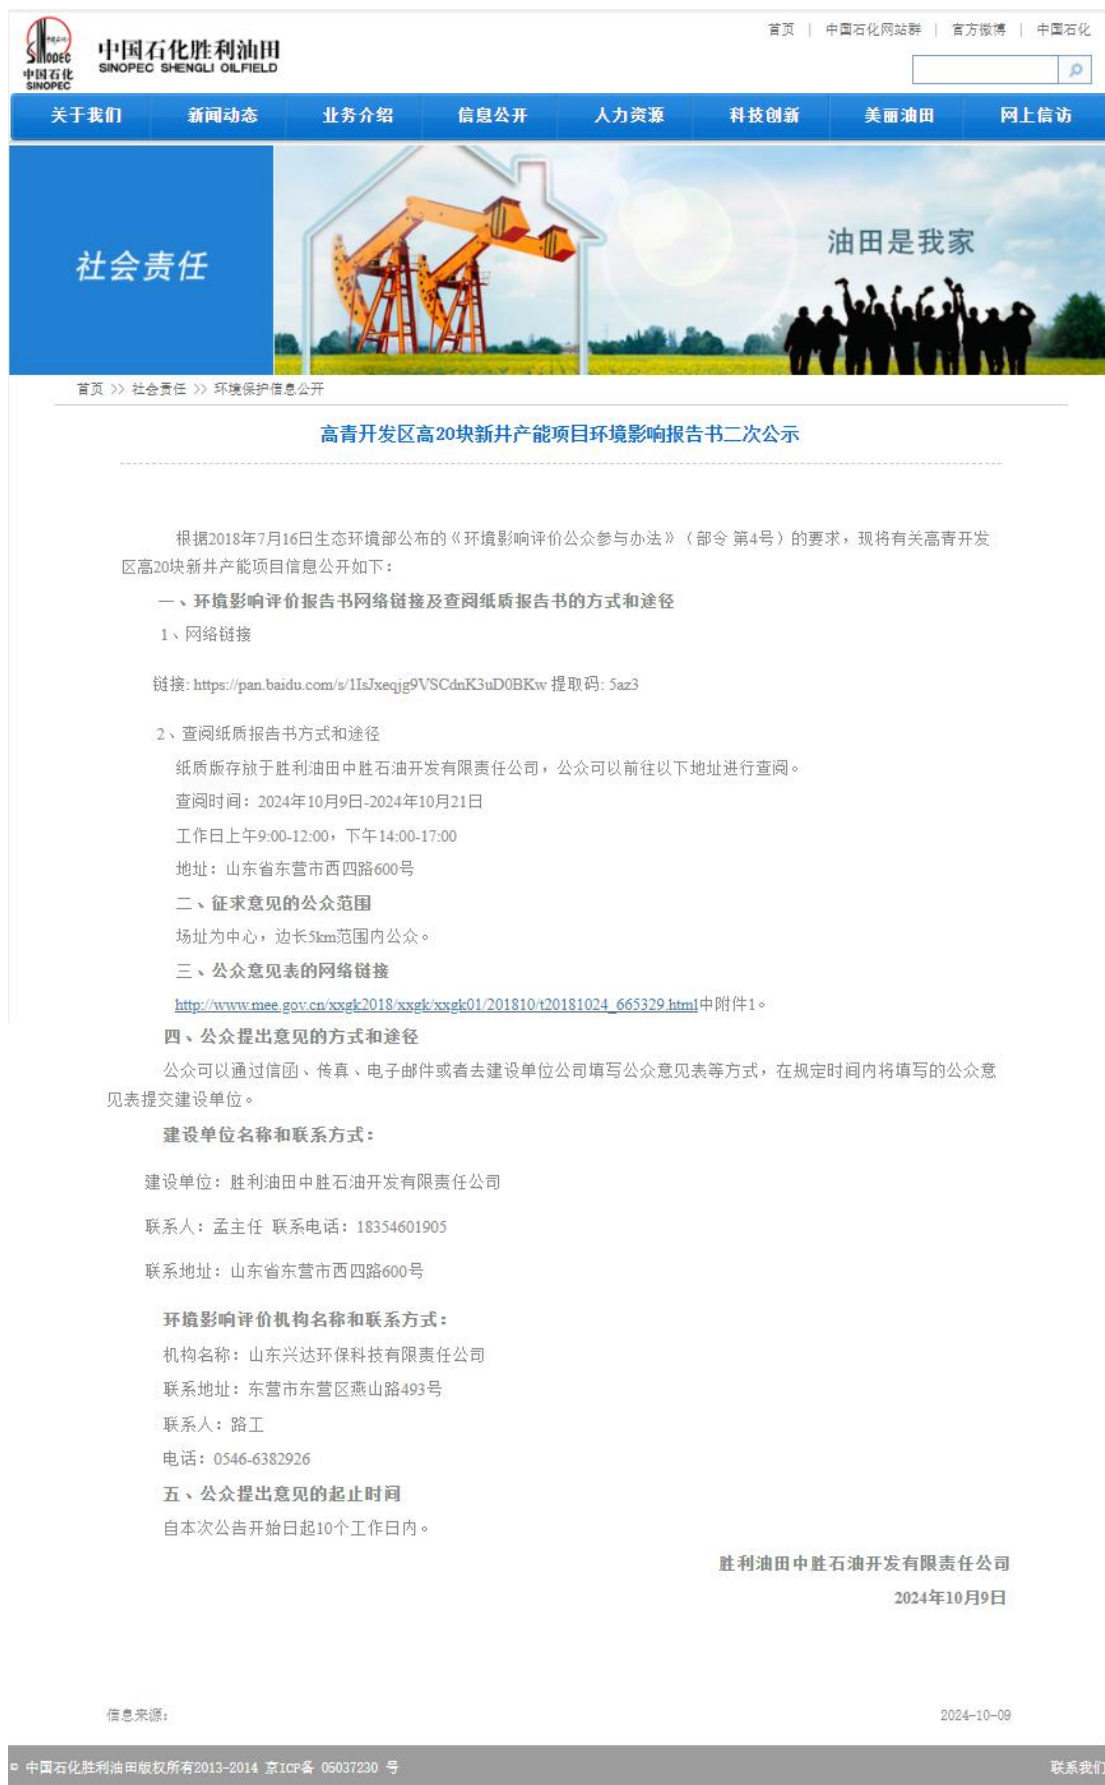 首页 | 中国石化网站群 | 官方微博 | 中国石化
SINOPEC
中国石化
SINOPEC
中国石化胜利油田
SINOPEC SHENGLI OILFIELD
关于我们 新闻动态 业务介绍 信息公开 人力资源 科技创新 美丽油田 网上信访
社会责任
油田是我家
首页 >> 社会责任 >> 环境保护信息公开
高青开发区高20块新井产能项目环境影响报告书二次公示
根据2018年7月16日生态环境部公布的《环境影响评价公众参与办法》（部令 第4号）的要求，现将有关高青开发
区高20块新井产能项目信息公开如下：
一、环境影响评价报告书网络链接及查阅纸质报告书的方式和途径
1、网络链接
链接: https://pan.baidu.com/s/1IsJxeqjg9VSCdnK3uD0BKw 提取码: 5az3
2、查阅纸质报告书方式和途径
纸质版存放于胜利油田中胜石油开发有限责任公司，公众可以前往以下地址进行查阅。
查阅时间：2024年10月9日-2024年10月21日
工作日上午9:00-12:00，下午14:00-17:00
地址：山东省东营市西四路600号
二、征求意见的公众范围
场址为中心，边长5km范围内公众。
三、公众意见表的网络链接
http://www.mee.gov.cn/xxgk2018/xxgk/xxgk01/201810/t20181024_665329.html中附件1。
四、公众提出意见的方式和途径
公众可以通过信函、传真、电子邮件或者去建设单位公司填写公众意见表等方式，在规定时间内将填写的公众意
见表提交建设单位。
建设单位名称和联系方式：
建设单位：胜利油田中胜石油开发有限责任公司
联系人：孟主任 联系电话：18354601905
联系地址：山东省东营市西四路600号
环境影响评价机构名称和联系方式：
机构名称：山东兴达环保科技有限责任公司
联系地址：东营市东营区燕山路493号
联系人：路工
电话：0546-6382926
五、公众提出意见的起止时间
自本次公告开始日起10个工作日内。
胜利油田中胜石油开发有限责任公司
2024年10月9日
信息来源： 2024-10-09
© 中国石化胜利油田版权所有2013-2014 京ICP备 05037230 号 联系我们